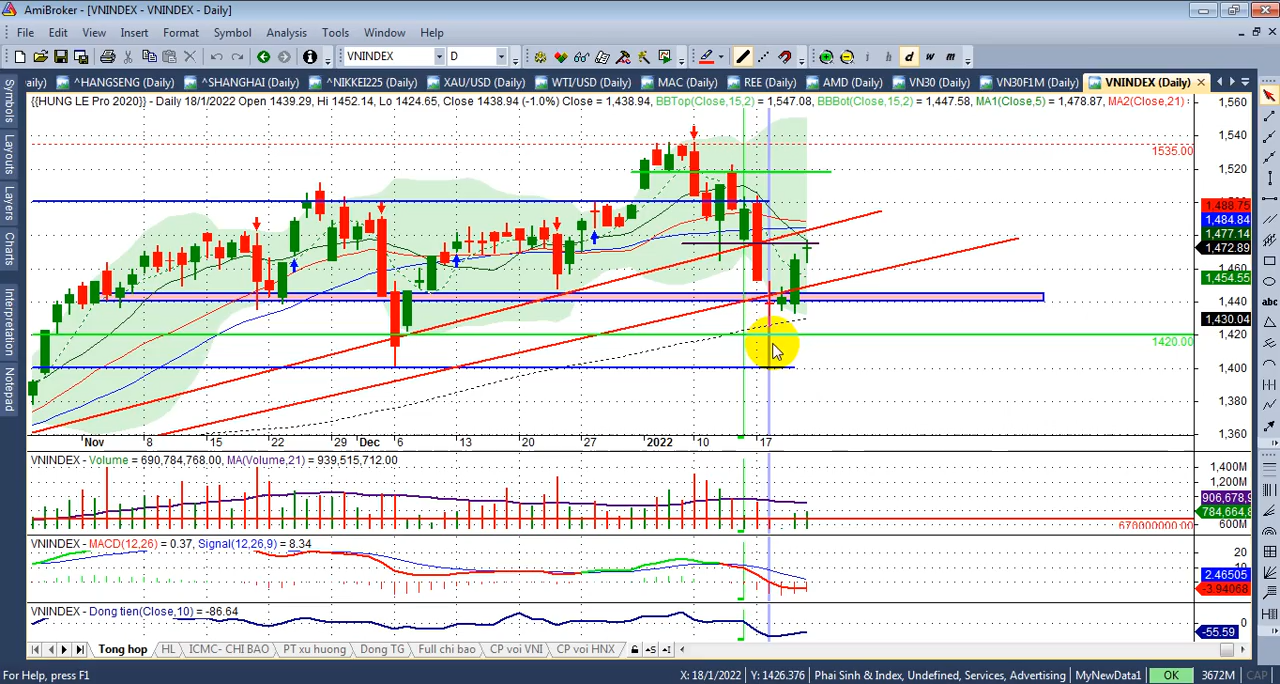 AmiBroker - [VNINDEX - VNINDEX - Daily]
File Edit View Insert Format Symbol Analysis Tools Window Help
VNINDEX D i h d w m
aily) ^HANGSENG (Daily) ^SHANGHAI (Daily) ^NIKKEI225 (Daily) XAU/USD (Daily) WTI/USD (Daily) MAC (Daily) REE (Daily) AMD (Daily) VN30 (Daily) VN30F1M (Daily) VNINDEX (Daily)
Symbols
Layouts
Layers
Charts
Interpretation
Notepad
{{HUNG LE Pro 2020}} - Daily 18/1/2022 Open 1439.29, Hi 1452.14, Lo 1424.65, Close 1438.94 (-1.0%) Close = 1,438.94, BBTop(Close,15,2) = 1,547.08, BBBot(Close,15,2) = 1,447.58, MA1(Close,5) = 1,478.87, MA2(Close,21)
1,560
1,540
1535.00
1,520
1,488.75
1,484.84
1,477.14
1,472.89
1,460
1,454.55
1,440
1,430.04
1,420
1420.00
1,400
1,380
1,360
Nov 8 15 22 29 Dec 6 13 20 27 2022 10 17
VNINDEX - Volume = 690,784,768.00, MA(Volume,21) = 939,515,712.00
1,400M
1,200M
906,678,9
784,664,8
600M
670000000.00
VNINDEX - MACD(12,26) = 0.37, Signal(12,26,9) = 8.34
20
2.46505
-3.94068
VNINDEX - Dong tien(Close,10) = -86.64
0
-55.59
Tong hop HL ICMC- CHI BAO PT xu huong Dong TG Full chi bao CP voi VNI CP voi HNX
abc
For Help, press F1 X: 18/1/2022 Y: 1426.376 Phai Sinh & Index, Undefined, Services, Advertising MyNewData1 OK 3672M CAP